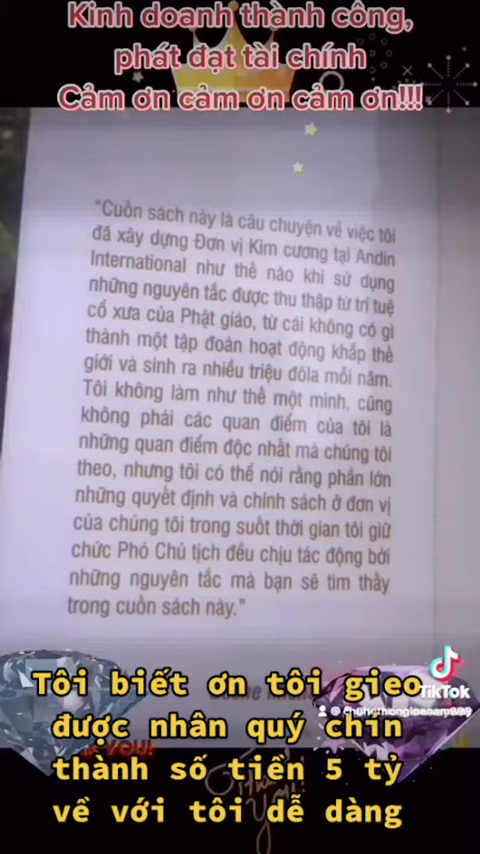 Kinh doanh thành công,
phát đạt tài chính
Cảm ơn cảm ơn cảm ơn!!!
"Cuốn sách này là câu chuyện về việc tôi
đã xây dựng Đơn vị Kim cương tại Andin
International như thế nào khi sử dụng
những nguyên tắc được thu thập từ trí tuệ
cổ xưa của Phật giáo, từ cái không có gì
thành một tập đoàn hoạt động khắp thế
giới và sinh ra nhiều triệu đôla mỗi năm.
Tôi không làm như thế một mình, cũng
không phải các quan điểm của tôi là
những quan điểm độc nhất mà chúng tôi
theo, nhưng tôi có thể nói rằng phần lớn
những quyết định và chính sách ở đơn vị
của chúng tôi trong suốt thời gian tôi giữ
chức Phó Chủ tịch đều chịu tác động bởi
những nguyên tắc mà bạn sẽ tìm thấy
trong cuốn sách này."
TikTok
Tôi biết ơn tôi gieo
được nhân quý chín
YOU!
thành số tiền 5 tỷ
về với tôi dễ dàng